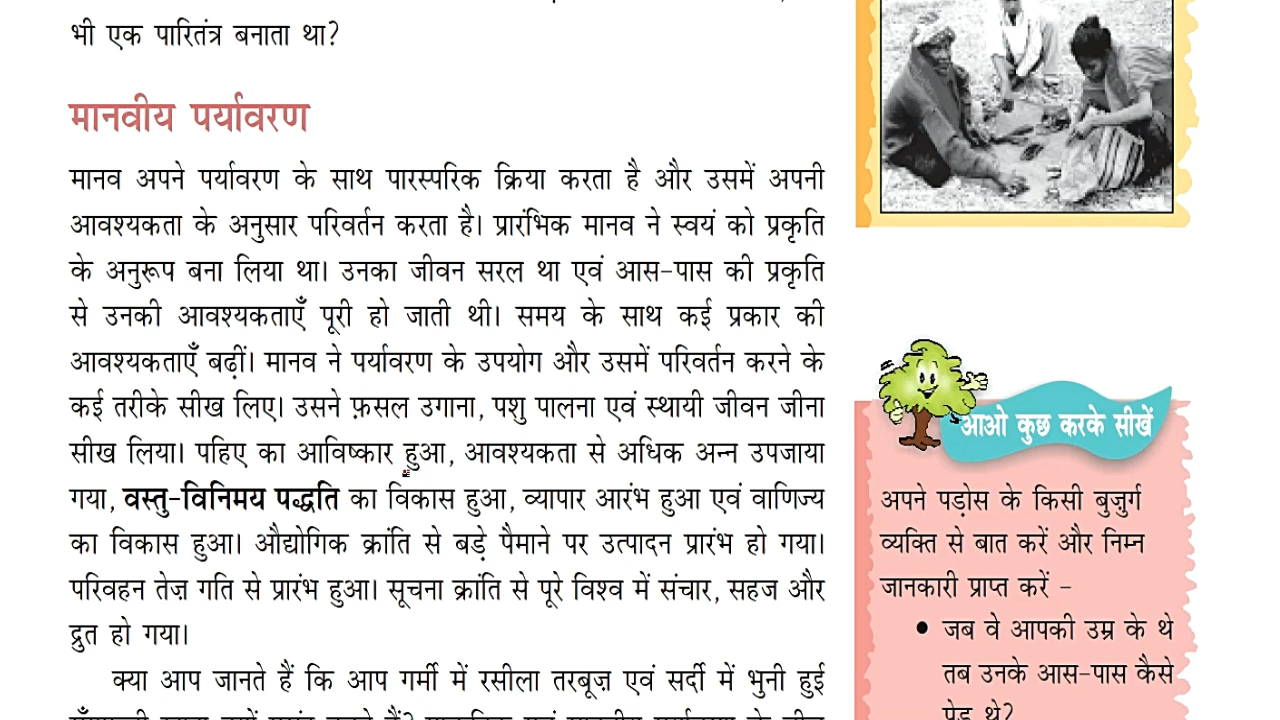 भी एक पारितंत्र बनाता था?
मानवीय पर्यावरण
मानव अपने पर्यावरण के साथ पारस्परिक क्रिया करता है और उसमें अपनी
आवश्यकता के अनुसार परिवर्तन करता है। प्रारंभिक मानव ने स्वयं को प्रकृति
के अनुरूप बना लिया था। उनका जीवन सरल था एवं आस-पास की प्रकृति
से उनकी आवश्यकताएँ पूरी हो जाती थी। समय के साथ कई प्रकार की
आवश्यकताएँ बढ़ीं। मानव ने पर्यावरण के उपयोग और उसमें परिवर्तन करने के
कई तरीके सीख लिए। उसने फ़सल उगाना, पशु पालना एवं स्थायी जीवन जीना
सीख लिया। पहिए का आविष्कार हुआ, आवश्यकता से अधिक अन्न उपजाया
गया, वस्तु-विनिमय पद्धति का विकास हुआ, व्यापार आरंभ हुआ एवं वाणिज्य
का विकास हुआ। औद्योगिक क्रांति से बड़े पैमाने पर उत्पादन प्रारंभ हो गया।
परिवहन तेज़ गति से प्रारंभ हुआ। सूचना क्रांति से पूरे विश्व में संचार, सहज और
द्रुत हो गया।
क्या आप जानते हैं कि आप गर्मी में रसीला तरबूज़ एवं सर्दी में भुनी हुई
आओ कुछ करके सीखें
अपने पड़ोस के किसी बुज़ुर्ग
व्यक्ति से बात करें और निम्न
जानकारी प्राप्त करें –
• जब वे आपकी उम्र के थे
तब उनके आस-पास कैसे
पेड़ थे?